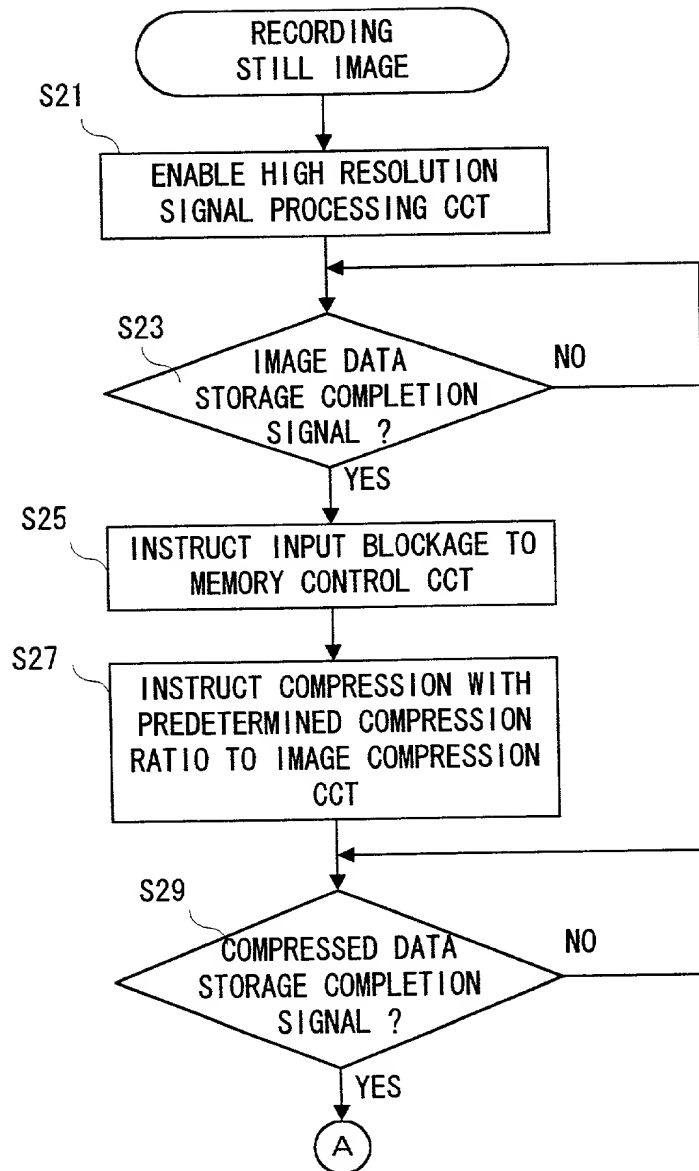 RECORDING
STILL IMAGE
S21
ENABLE HIGH RESOLUTION
SIGNAL PROCESSING CCT
S23
IMAGE DATA
STORAGE COMPLETION
SIGNAL ?
NO
YES
S25
INSTRUCT INPUT BLOCKAGE TO
MEMORY CONTROL CCT
S27
INSTRUCT COMPRESSION WITH
PREDETERMINED COMPRESSION
RATIO TO IMAGE COMPRESSION
CCT
S29
COMPRESSED DATA
STORAGE COMPLETION
SIGNAL ?
NO
YES
A